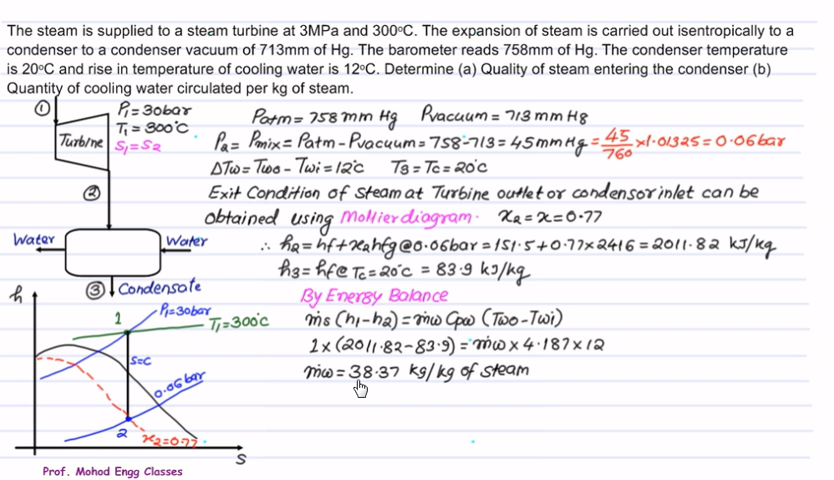 The steam is supplied to a steam turbine at 3MPa and 300°C. The expansion of steam is carried out isentropically to a
condenser to a condenser vacuum of 713mm of Hg. The barometer reads 758mm of Hg. The condenser temperature
is 20°C and rise in temperature of cooling water is 12°C. Determine (a) Quality of steam entering the condenser (b)
Quantity of cooling water circulated per kg of steam.
① P₁=30bar
T₁=300°C
Turbine S₁=S₂
Patm= 758mm Hg Pvacuum = 713mm Hg
P₂= Pmix= Patm-Pvacuum= 758-713=45mmHg = 45/760 ×1.01325=0.06bar
ΔTw= Two-Twi=12°C T₃=Tc=20°C
② Exit Condition of Steam at Turbine outlet or condensor inlet can be
obtained using Mollier diagram. x₂=x=0.77
Water Water
∴ h₂=hf+x₂hfg@0.06bar=151.5+0.77×2416=2011.82 kJ/kg
③ Condensate
h₃=hf@Tc=20°C = 83.9 kJ/kg
By Energy Balance
h 1 P₁=30bar
T₁=300°C
ṁs (h₁-h₂)=ṁw Cpw (Two-Twi)
1×(2011.82-83.9)=ṁw×4.187×12
S=C
0.06bar
ṁw=38.37 kg/kg of steam
2 x₂=0.77
S
Prof. Mohod Engg Classes